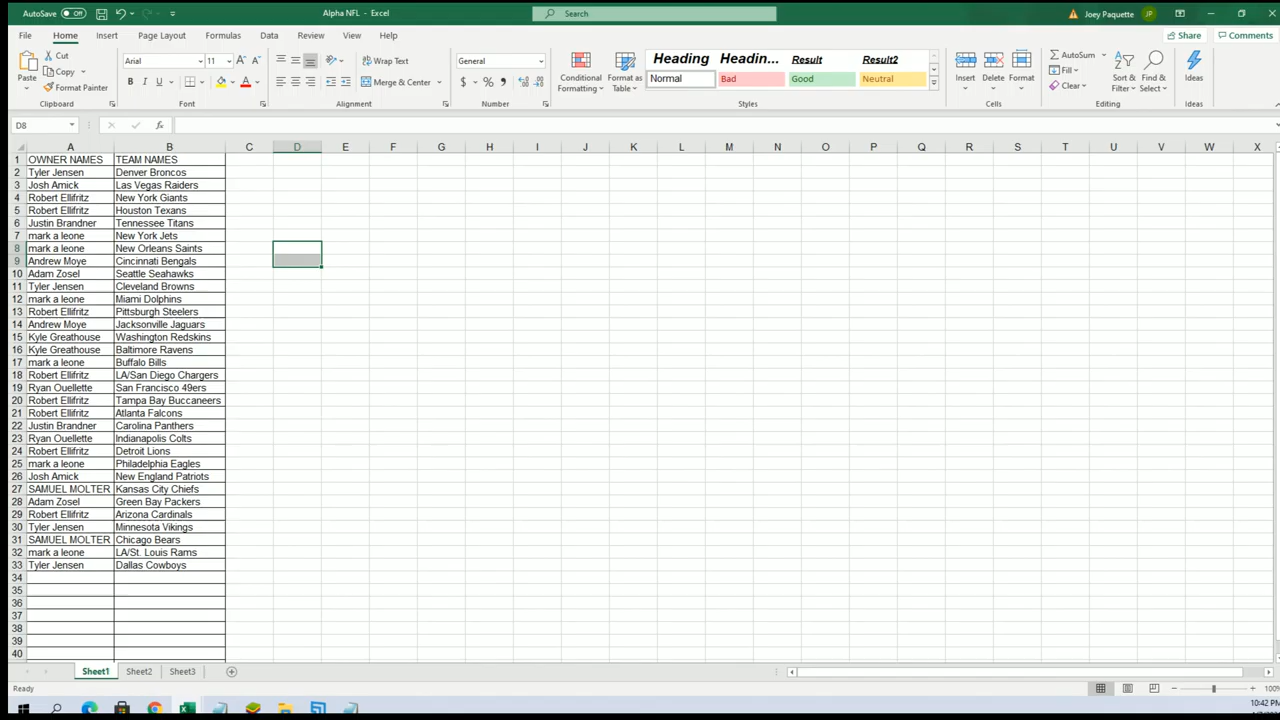 AutoSave Off
Alpha NFL - Excel
Search
Joey Paquette JP
File Home Insert Page Layout Formulas Data Review View Help
Share Comments
Paste
Cut
Copy
Format Painter
Clipboard
Arial 11
B I U
Font
Wrap Text
Merge & Center
Alignment
General
$ %
Number
Conditional Formatting
Format as Table
Heading Headin... Result Result2
Normal Bad Good Neutral
Styles
Insert Delete Format
Cells
AutoSum
Fill
Clear
Sort & Filter
Find & Select
Editing
Ideas
Ideas
D8 fx
A B C D E F G H I J K L M N O P Q R S T U V W X
1 OWNER NAMES TEAM NAMES
2 Tyler Jensen Denver Broncos
3 Josh Amick Las Vegas Raiders
4 Robert Ellifritz New York Giants
5 Robert Ellifritz Houston Texans
6 Justin Brandner Tennessee Titans
7 mark a leone New York Jets
8 mark a leone New Orleans Saints
9 Andrew Moye Cincinnati Bengals
10 Adam Zosel Seattle Seahawks
11 Tyler Jensen Cleveland Browns
12 mark a leone Miami Dolphins
13 Robert Ellifritz Pittsburgh Steelers
14 Andrew Moye Jacksonville Jaguars
15 Kyle Greathouse Washington Redskins
16 Kyle Greathouse Baltimore Ravens
17 mark a leone Buffalo Bills
18 Robert Ellifritz LA/San Diego Chargers
19 Ryan Ouellette San Francisco 49ers
20 Robert Ellifritz Tampa Bay Buccaneers
21 Robert Ellifritz Atlanta Falcons
22 Justin Brandner Carolina Panthers
23 Ryan Ouellette Indianapolis Colts
24 Robert Ellifritz Detroit Lions
25 mark a leone Philadelphia Eagles
26 Josh Amick New England Patriots
27 SAMUEL MOLTER Kansas City Chiefs
28 Adam Zosel Green Bay Packers
29 Robert Ellifritz Arizona Cardinals
30 Tyler Jensen Minnesota Vikings
31 SAMUEL MOLTER Chicago Bears
32 mark a leone LA/St. Louis Rams
33 Tyler Jensen Dallas Cowboys
34
35
36
37
38
39
40
Sheet1 Sheet2 Sheet3
Ready
100%
10:42 PM